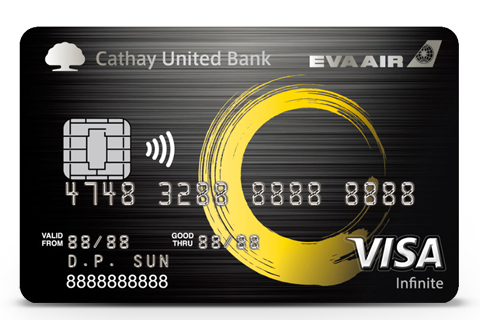 Cathay United Bank EVA AIR
4748 3288 8888 8888
VALID FROM 88/88 GOOD THRU 88/88
D.P. SUN
8888888888
VISA
Infinite